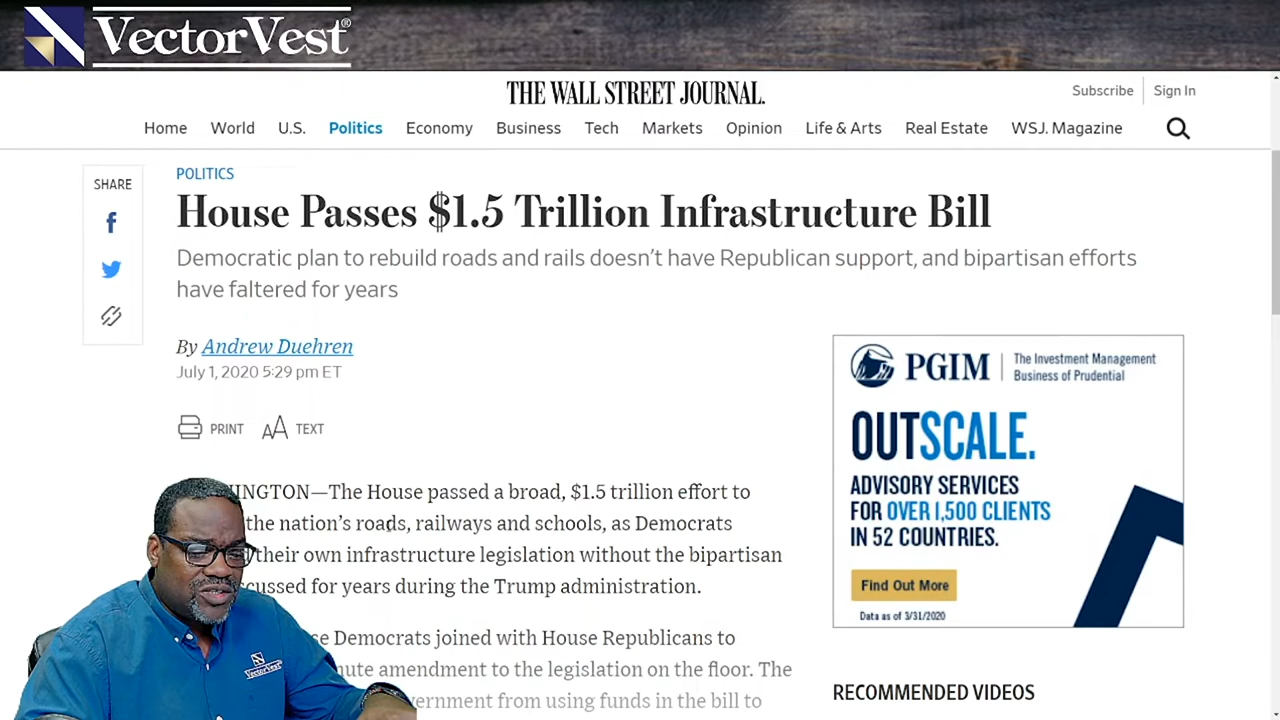 VectorVest®
THE WALL STREET JOURNAL.
Subscribe
Sign In
Home
World
U.S.
Politics
Economy
Business
Tech
Markets
Opinion
Life & Arts
Real Estate
WSJ. Magazine
SHARE
POLITICS
House Passes $1.5 Trillion Infrastructure Bill
Democratic plan to rebuild roads and rails doesn't have Republican support, and bipartisan efforts
have faltered for years
By Andrew Duehren
July 1, 2020 5:29 pm ET
PRINT
TEXT
—The House passed a broad, $1.5 trillion effort to
the nation's roads, railways and schools, as Democrats
their own infrastructure legislation without the bipartisan
for years during the Trump administration.
Democrats joined with House Republicans to
amendment to the legislation on the floor. The
from using funds in the bill to
PGIM
The Investment Management
Business of Prudential
OUTSCALE.
ADVISORY SERVICES
FOR OVER 1,500 CLIENTS
IN 52 COUNTRIES.
Find Out More
Data as of 3/31/2020
RECOMMENDED VIDEOS
VectorVest